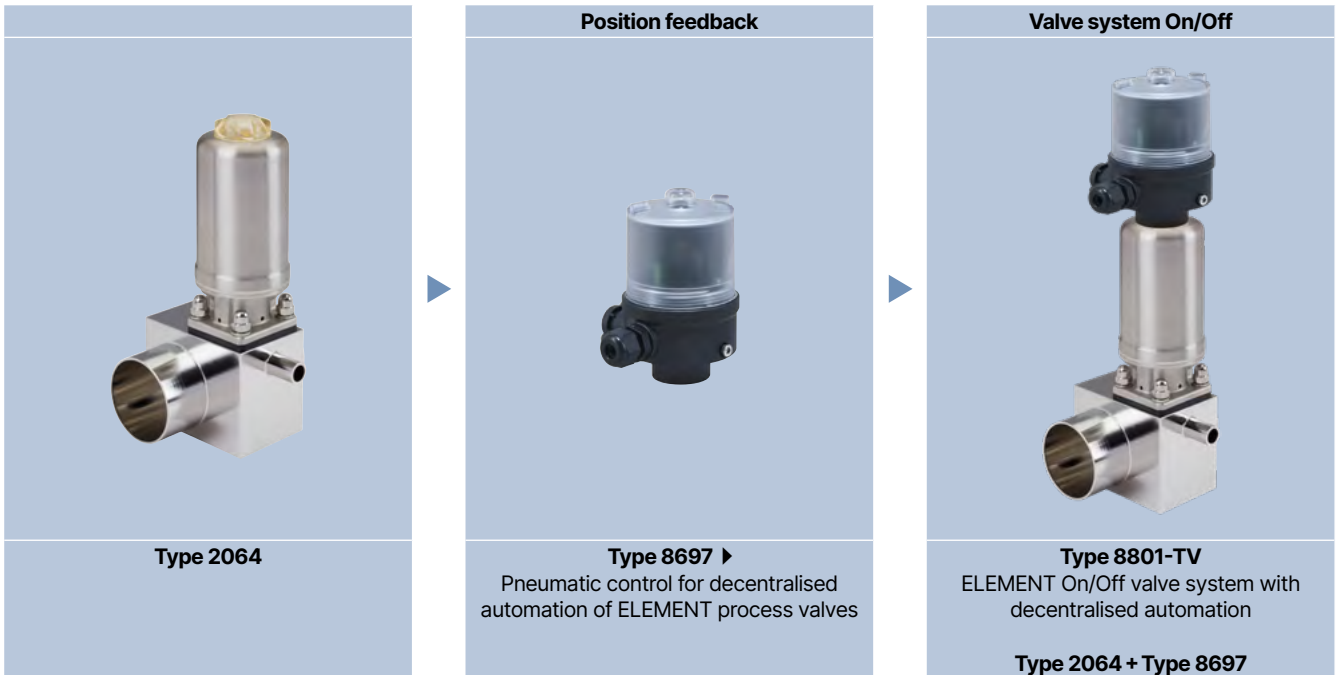 Position feedback
Valve system On/Off
Type 2064
Type 8697
Pneumatic control for decentralised
automation of ELEMENT process valves
Type 8801-TV
ELEMENT On/Off valve system with
decentralised automation
Type 2064 + Type 8697